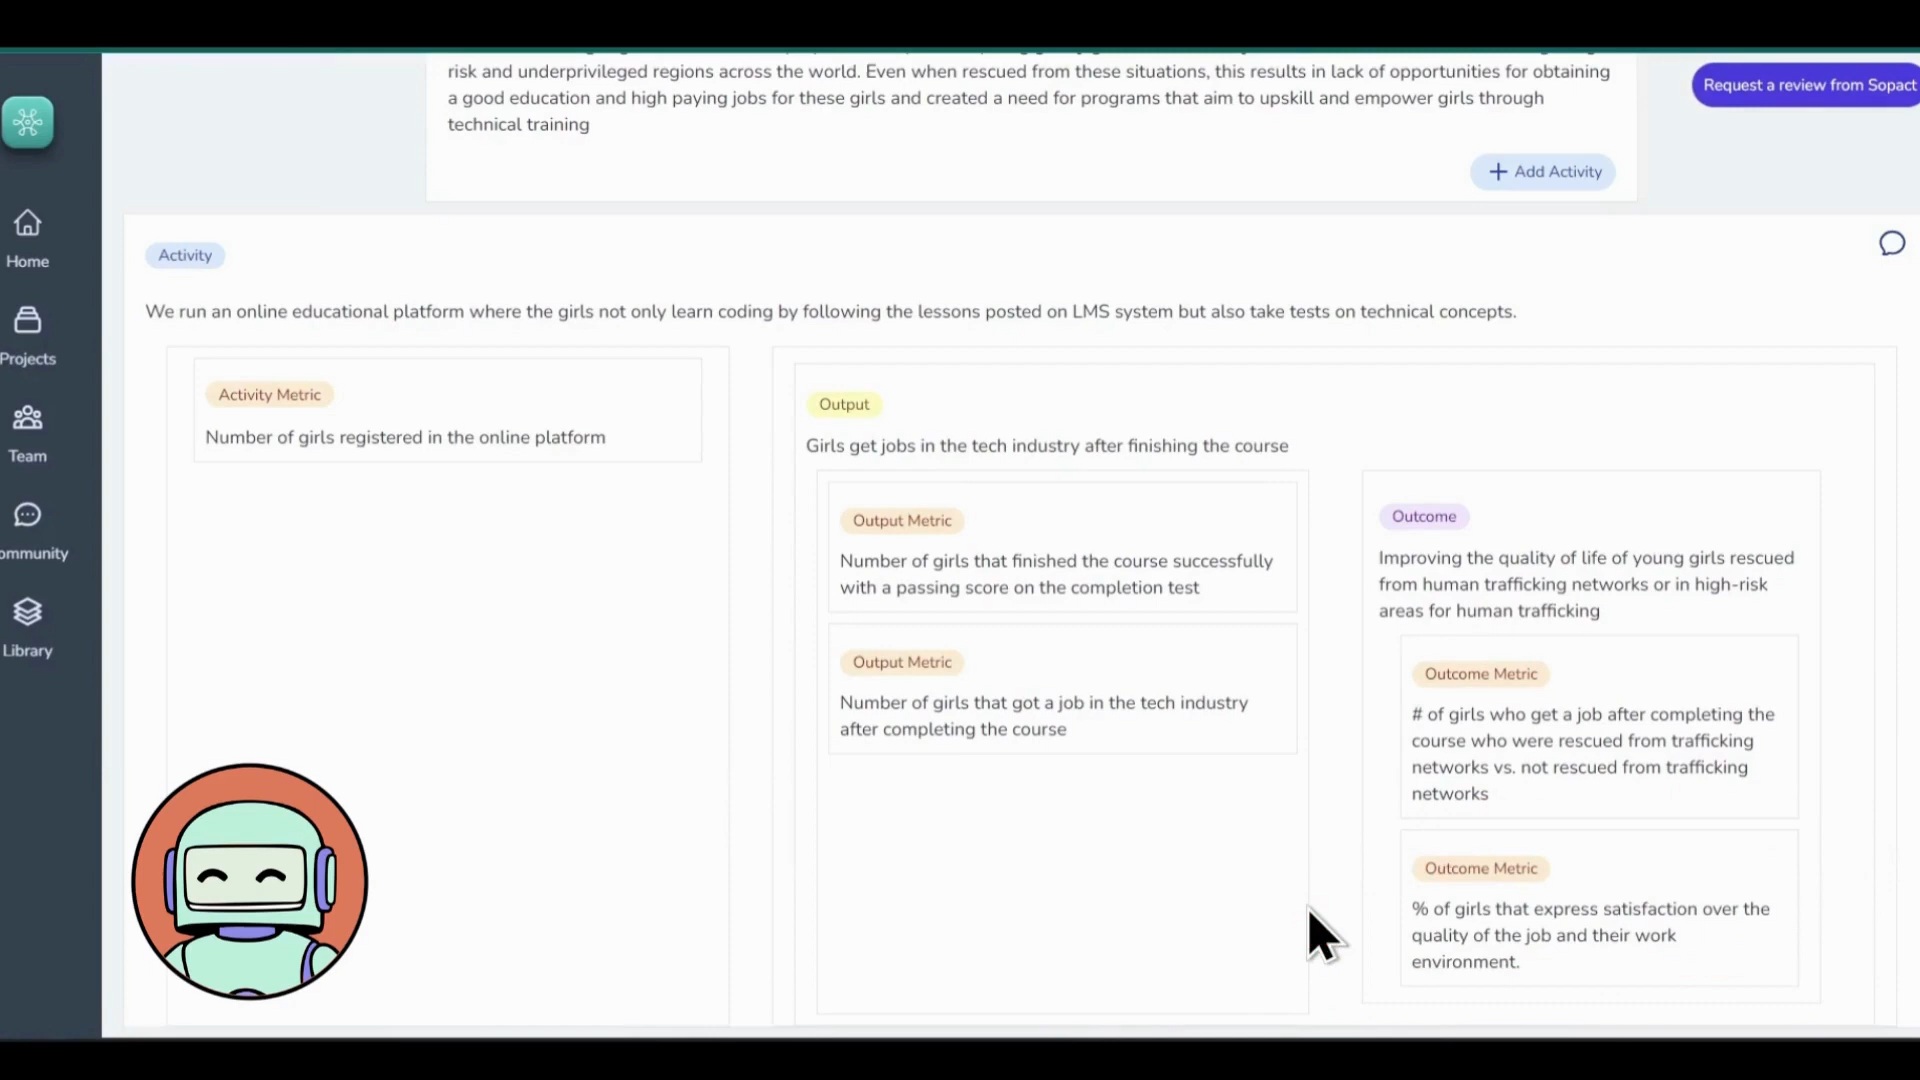 risk and underprivileged regions across the world. Even when rescued from these situations, this results in lack of opportunities for obtaining
a good education and high paying jobs for these girls and created a need for programs that aim to upskill and empower girls through
technical training
Request a review from Sopact
+ Add Activity
Home
Projects
Team
ommunity
Library
Activity
We run an online educational platform where the girls not only learn coding by following the lessons posted on LMS system but also take tests on technical concepts.
Activity Metric
Number of girls registered in the online platform
Output
Girls get jobs in the tech industry after finishing the course
Output Metric
Number of girls that finished the course successfully
with a passing score on the completion test
Output Metric
Number of girls that got a job in the tech industry
after completing the course
Outcome
Improving the quality of life of young girls rescued
from human trafficking networks or in high-risk
areas for human trafficking
Outcome Metric
# of girls who get a job after completing the
course who were rescued from trafficking
networks vs. not rescued from trafficking
networks
Outcome Metric
% of girls that express satisfaction over the
quality of the job and their work
environment.